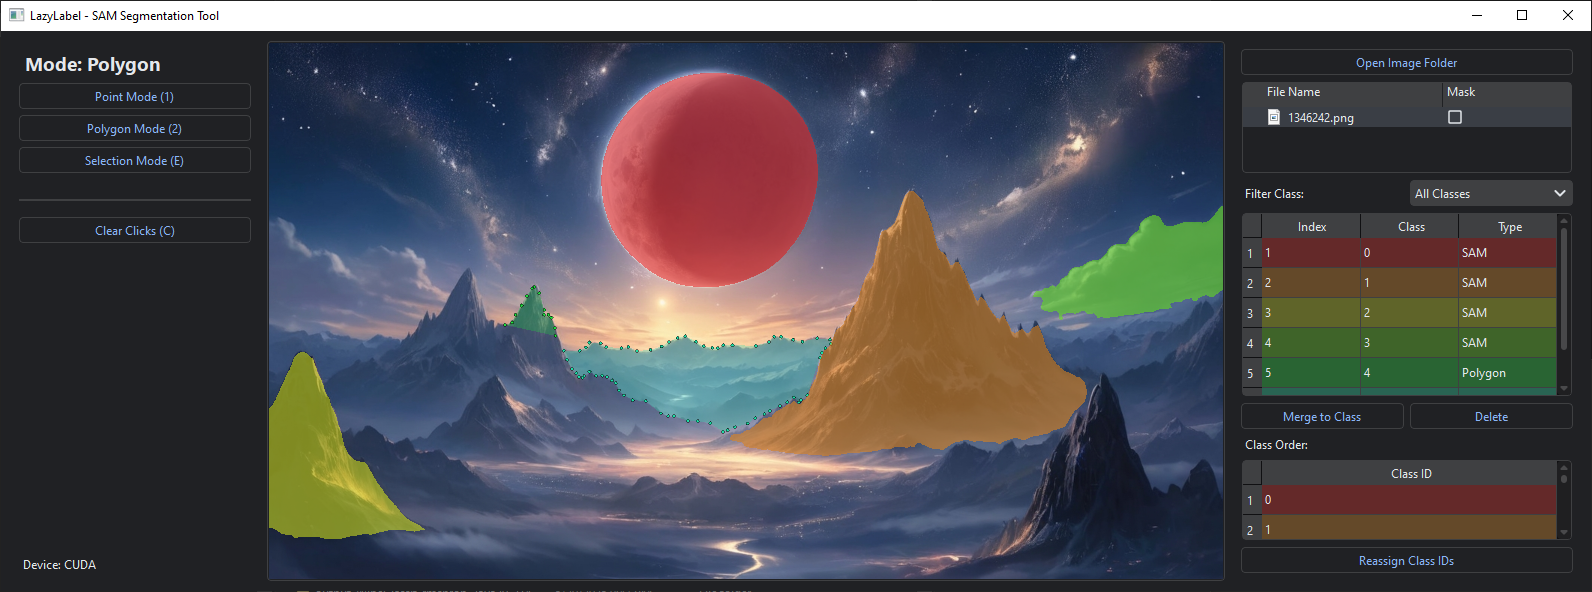 LazyLabel - SAM Segmentation Tool
Mode: Polygon
Point Mode (1)
Polygon Mode (2)
Selection Mode (E)
Clear Clicks (C)
Device: CUDA
Open Image Folder
File Name Mask
1346242.png
Filter Class: All Classes
Index Class Type
1 1 0 SAM
2 2 1 SAM
3 3 2 SAM
4 4 3 SAM
5 5 4 Polygon
Merge to Class Delete
Class Order:
Class ID
1 0
2 1
Reassign Class IDs